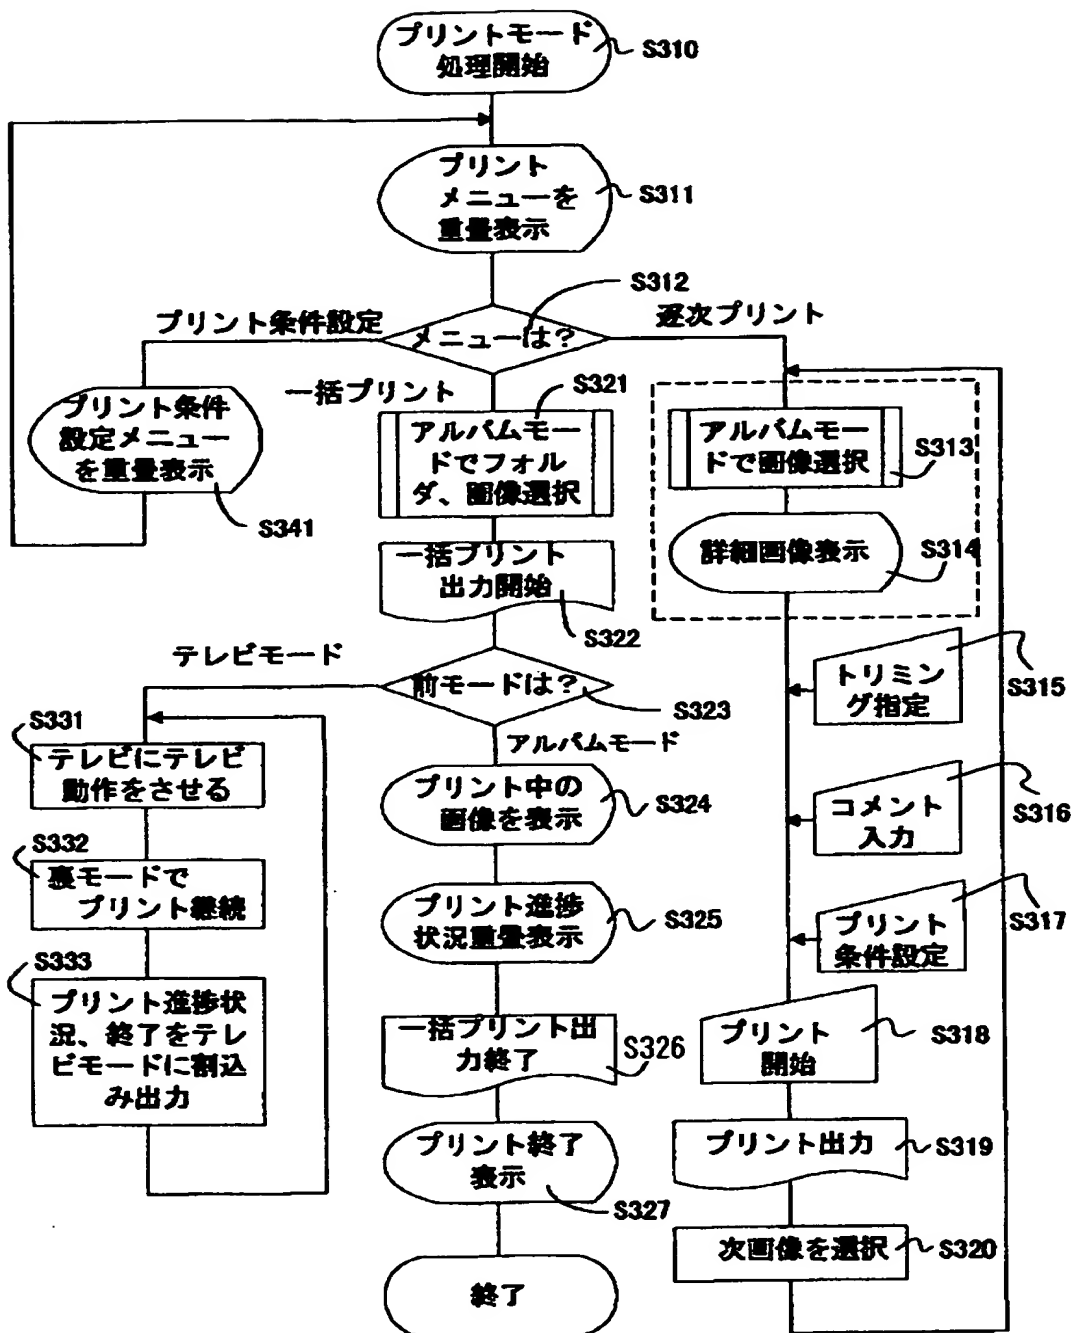 プリントモード
処理開始
S310
プリント
メニューを
重畳表示
S311
S312
プリント条件設定
メニューは?
逐次プリント
一括プリント
S321
プリント条件
設定メニュー
を重畳表示
S341
アルバムモー
ドでフォル
ダ、画像選択
アルバムモー
ドで画像選択
S313
一括プリント
出力開始
S322
詳細画像表示
S314
テレビモード
前モードは?
S323
トリミン
グ指定
S315
アルバムモード
S331
テレビにテレビ
動作をさせる
プリント中の
画像を表示
S324
コメント
入力
S316
S332
裏モードで
プリント継続
プリント進捗
状況重畳表示
S325
プリント
条件設定
S317
S333
プリント進捗状
況、終了をテレ
ビモードに割込
み出力
一括プリント出
力終了
S326
プリント
開始
S318
プリント終了
表示
S327
プリント出力
S319
次画像を選択
S320
終了